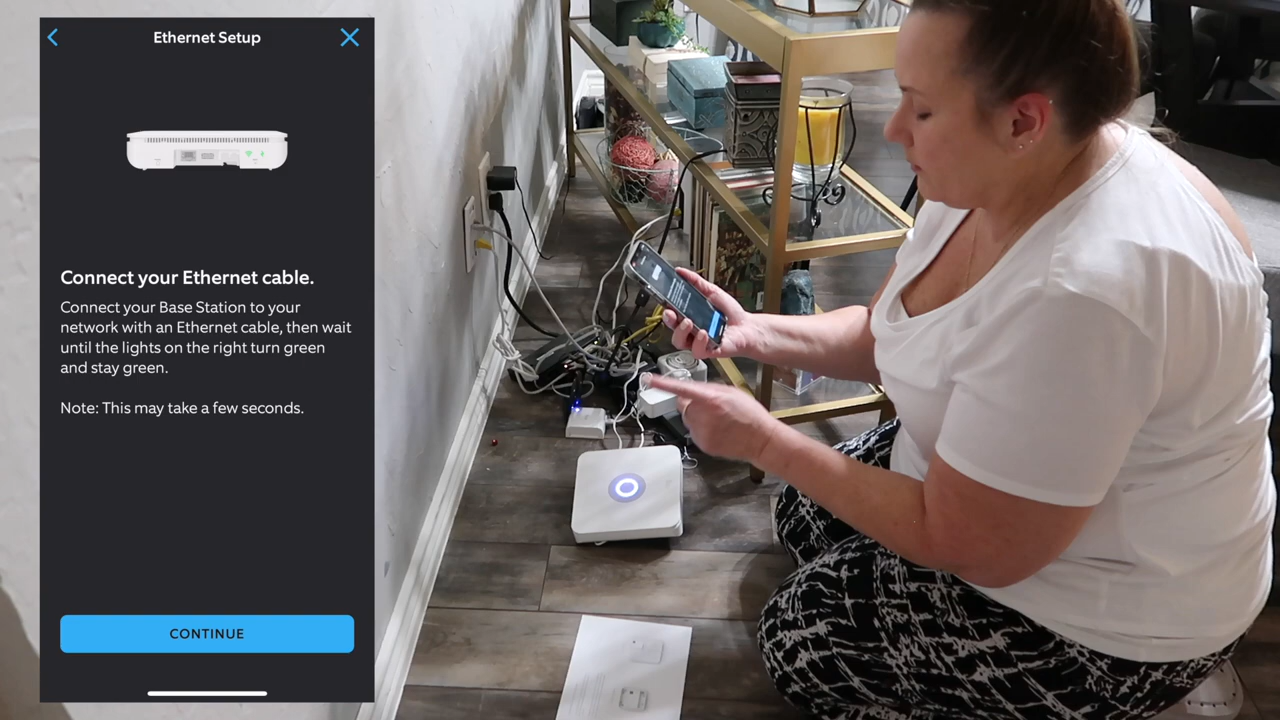 Ethernet Setup
Connect your Ethernet cable.
Connect your Base Station to your
network with an Ethernet cable, then wait
until the lights on the right turn green
and stay green.
Note: This may take a few seconds.
CONTINUE